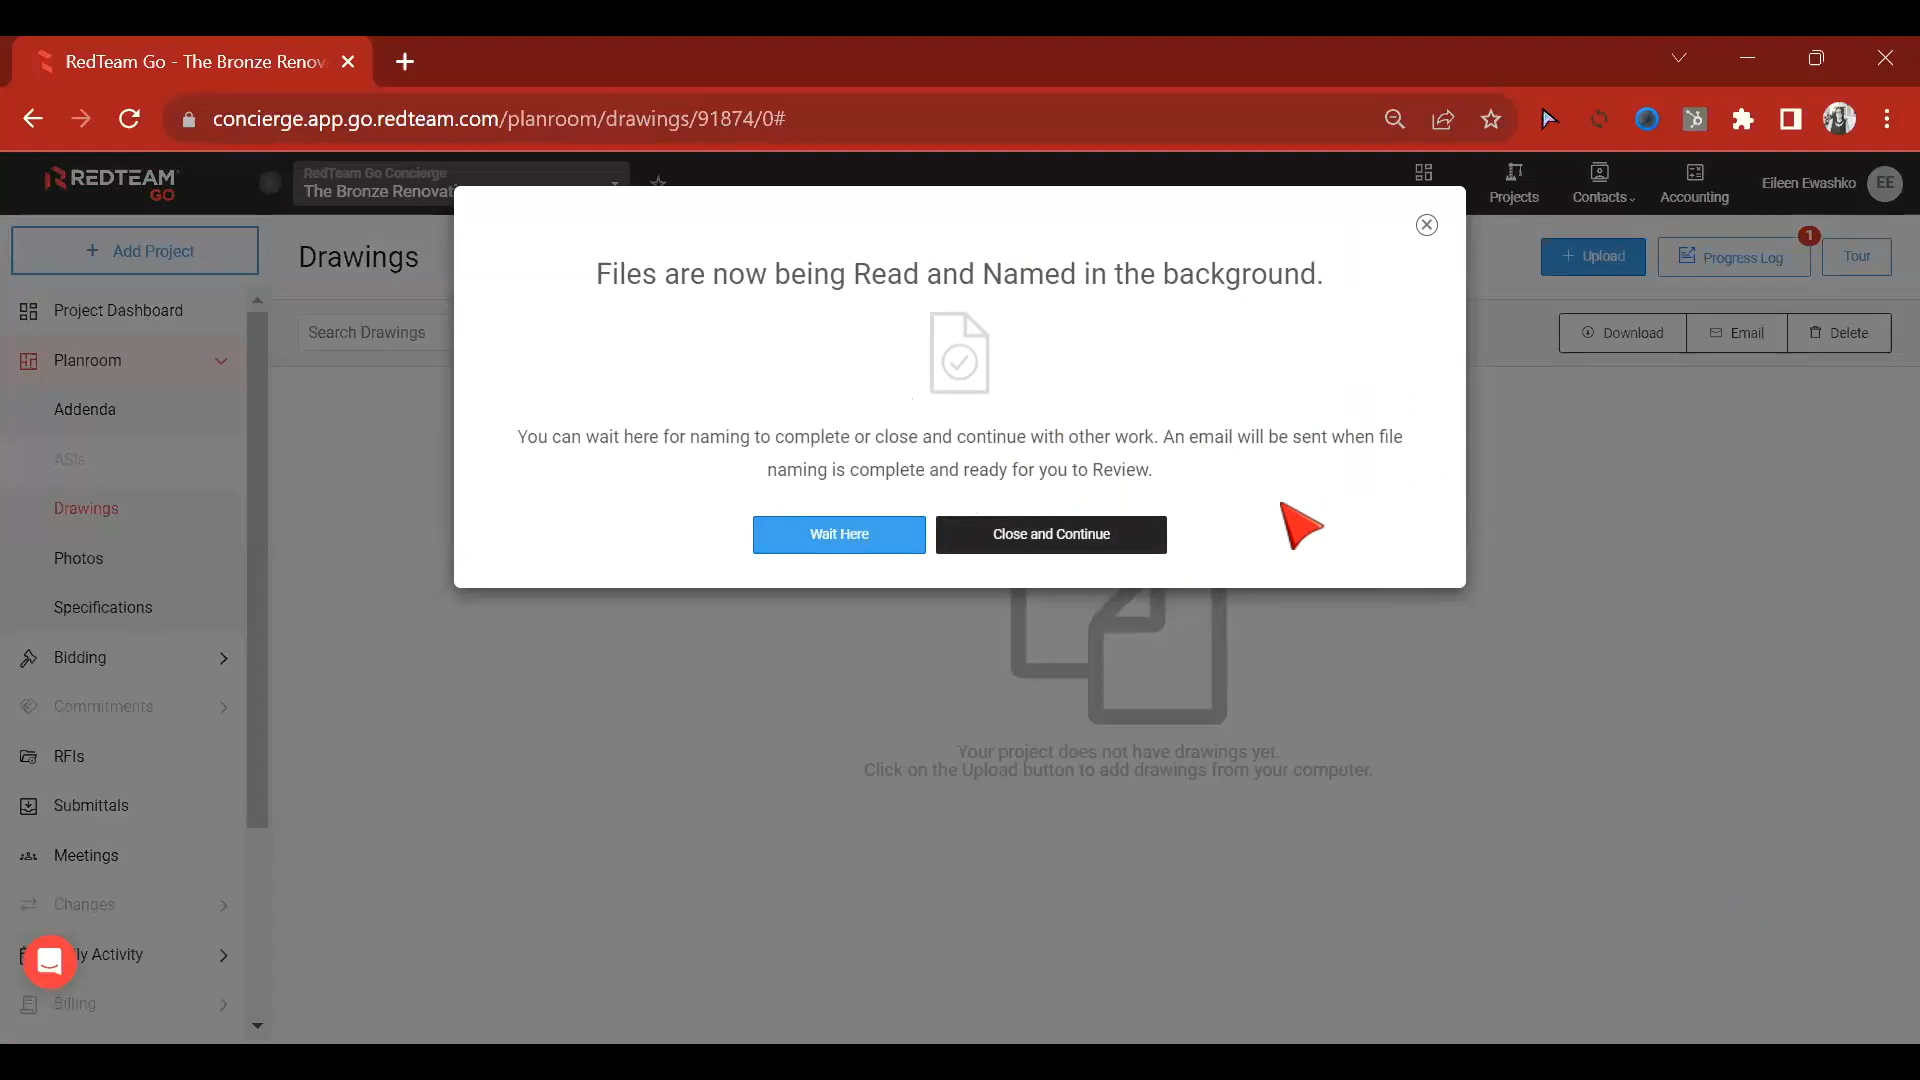 RedTeam Go - The Bronze Renov
concierge.app.go.redteam.com/planroom/drawings/91874/0#
REDTEAM GO
RedTeam Go Concierge
The Bronze Renovati
Projects
Contacts
Accounting
Eileen Ewashko
EE
+ Add Project
Drawings
+ Upload
Progress Log
1
Tour
Search Drawings
Download
Email
Delete
Project Dashboard
Planroom
Addenda
ASIs
Drawings
Photos
Specifications
Bidding
Commitments
RFIs
Submittals
Meetings
Changes
ly Activity
Billing
Files are now being Read and Named in the background.
You can wait here for naming to complete or close and continue with other work. An email will be sent when file
naming is complete and ready for you to Review.
Wait Here
Close and Continue
Your project does not have drawings yet.
Click on the Upload button to add drawings from your computer.